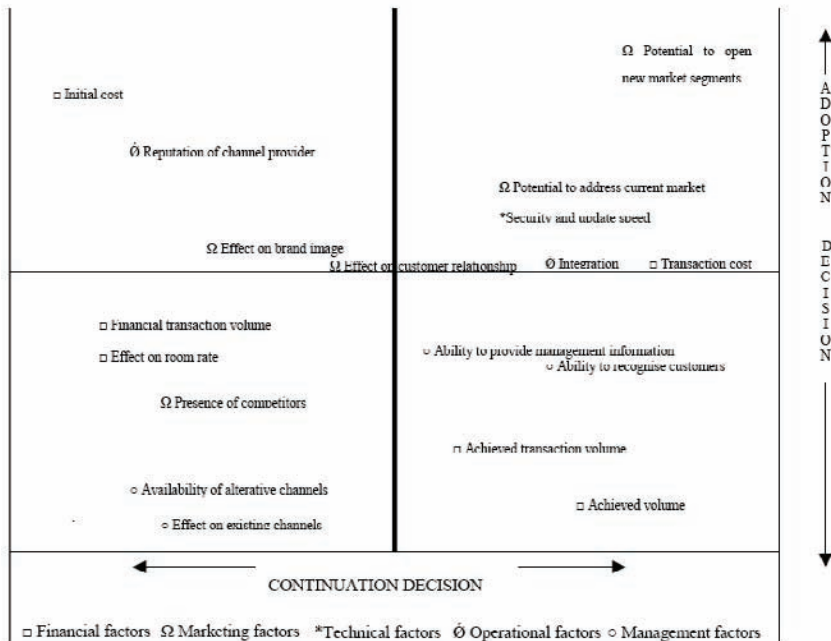 Ω Potential to open
new market segments
□ Initial cost
Ǿ Reputation of channel provider
Ω Potential to address current market
*Security and update speed
Ω Effect on brand image
Ω Effect on customer relationship
Ǿ Integration
□ Transaction cost
□ Financial transaction volume
□ Effect on room rate
○ Ability to provide management information
○ Ability to recognise customers
Ω Presence of competitors
□ Achieved transaction volume
○ Availability of alterative channels
□ Achieved volume
○ Effect on existing channels
CONTINUATION DECISION
ADOPTION DECISION
□ Financial factors Ω Marketing factors *Technical factors Ǿ Operational factors ○ Management factors